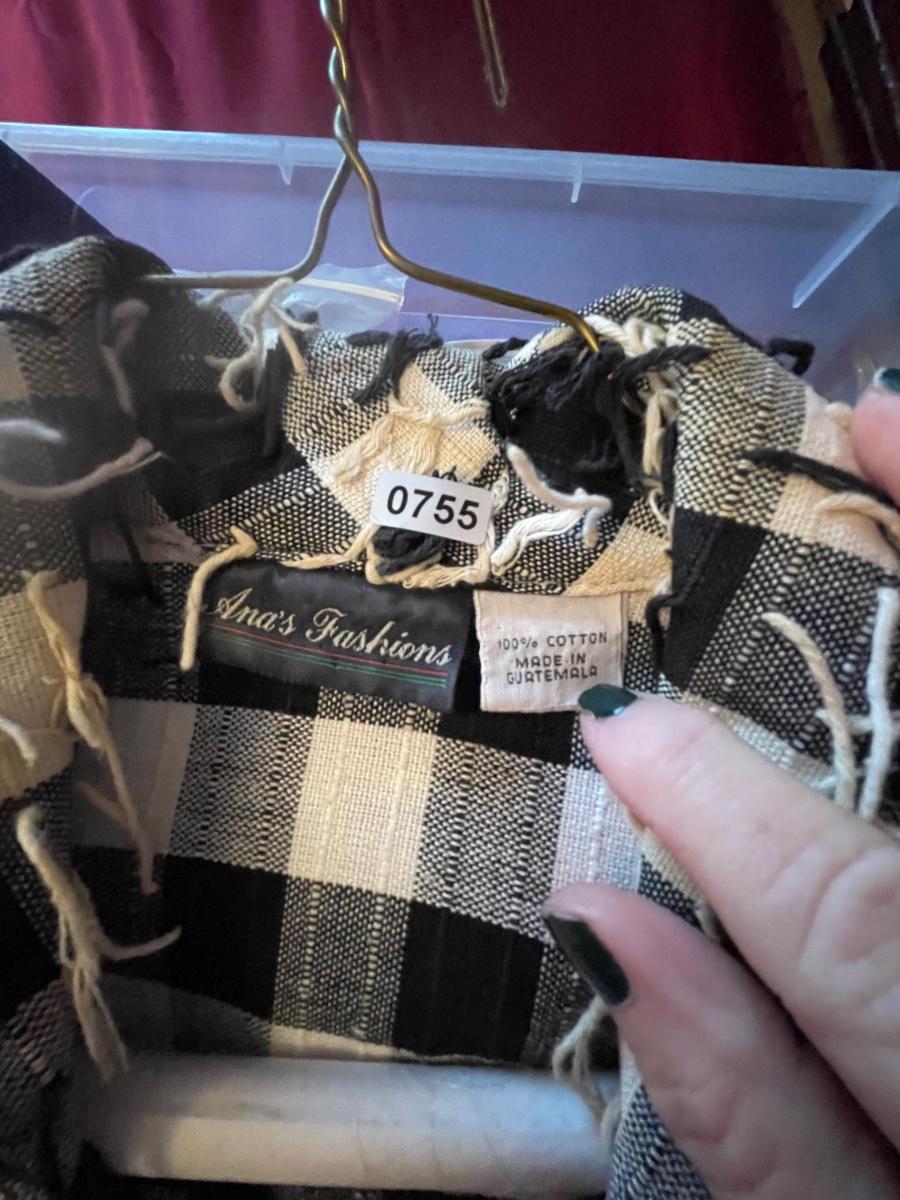 0755
Ana's Fashions
100% COTTON
MADE IN
GUATEMALA